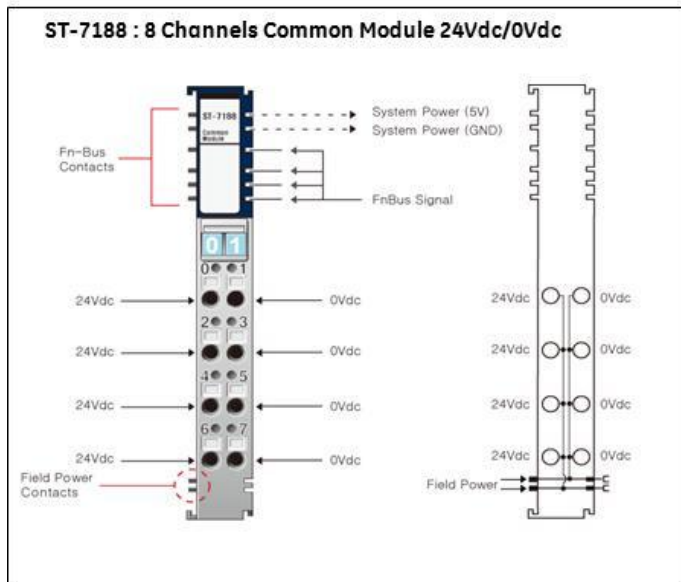 ST-7188 : 8 Channels Common Module 24Vdc/0Vdc
ST-7188
Common
Module
System Power (5V)
System Power (GND)
Fn-Bus
Contacts
FnBus Signal
0 1
0 1
24Vdc 0Vdc
2 3
24Vdc 0Vdc
4 5
24Vdc 0Vdc
6 7
24Vdc 0Vdc
Field Power
Contacts
24Vdc 0Vdc
24Vdc 0Vdc
24Vdc 0Vdc
24Vdc 0Vdc
Field Power